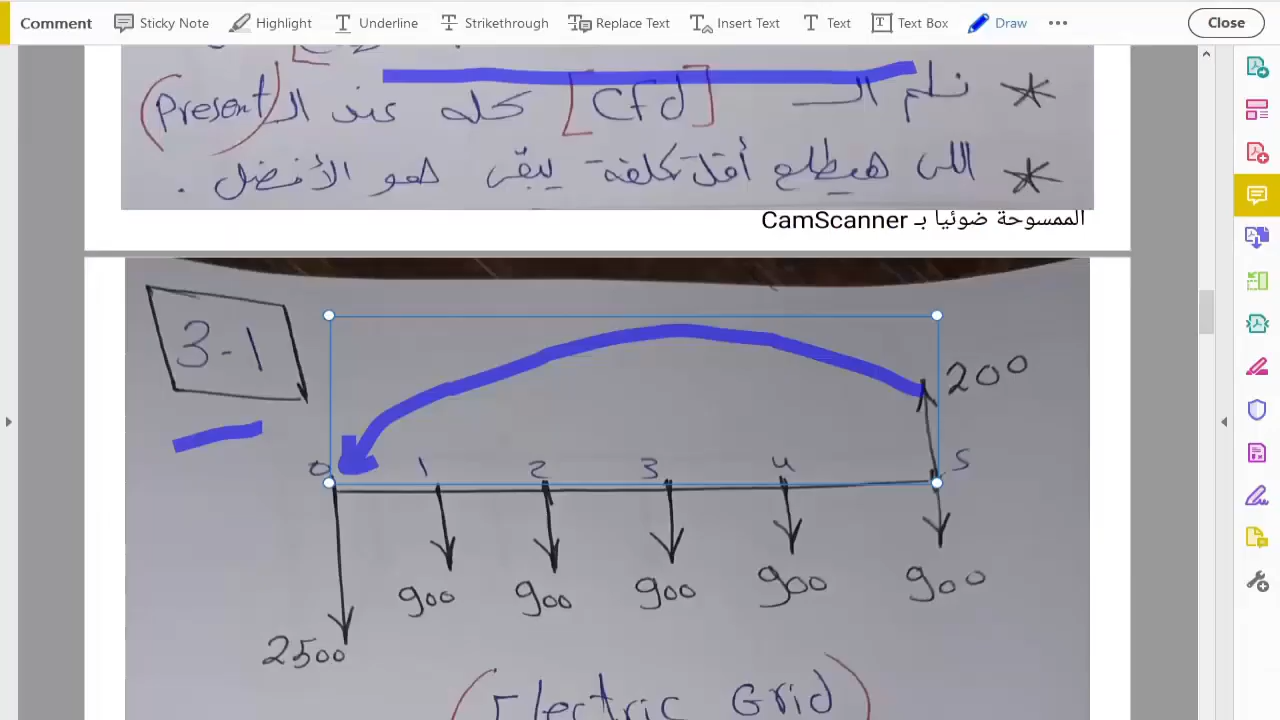 Comment Sticky Note Highlight Underline Strikethrough Replace Text Insert Text Text Text Box Draw ••• Close
* نلم الـ [Cfd] كله عند الـ (Present)
* اللى هيطلع أقل تكلفة يبقى هو الأفضل .
الممسوحة ضوئيا بـ CamScanner
3-1
200
0 1 2 3 4 5
900 900 900 900 900
2500
(Electric Grid)